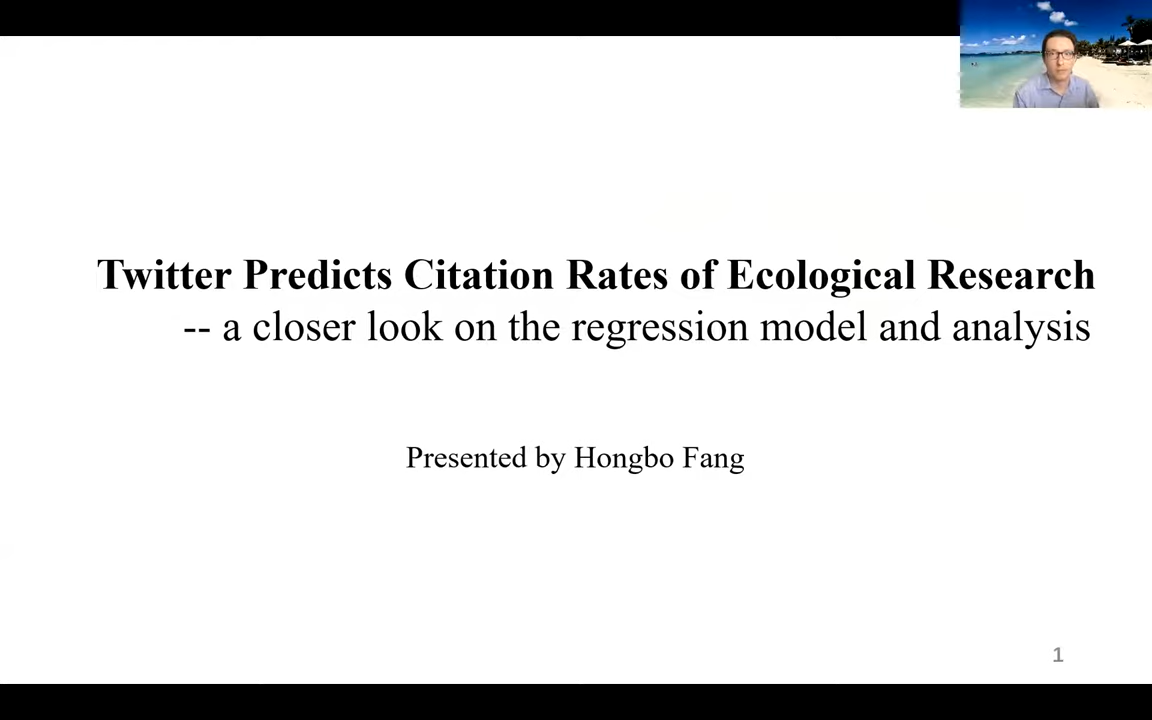 Twitter Predicts Citation Rates of Ecological Research
-- a closer look on the regression model and analysis
Presented by Hongbo Fang
1